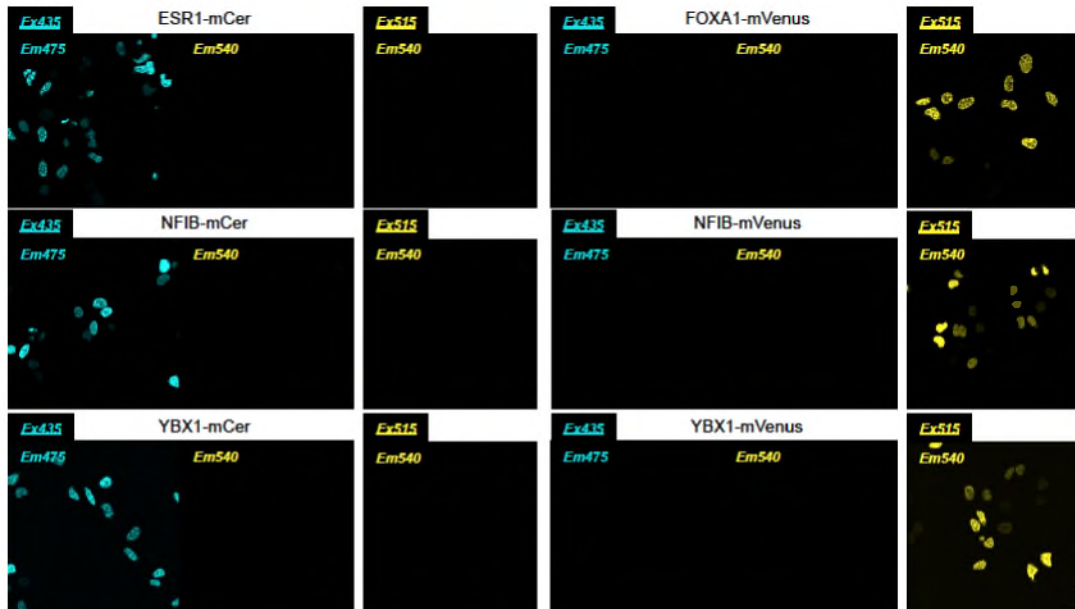 Ex435 ESR1-mCer Ex515 Ex435 FOXA1-mVenus Ex515
Em475 Em540 Em540 Em475 Em540 Em540
Ex435 NFIB-mCer Ex515 Ex435 NFIB-mVenus Ex515
Em475 Em540 Em540 Em475 Em540 Em540
Ex435 YBX1-mCer Ex515 Ex435 YBX1-mVenus Ex515
Em475 Em540 Em540 Em475 Em540 Em540